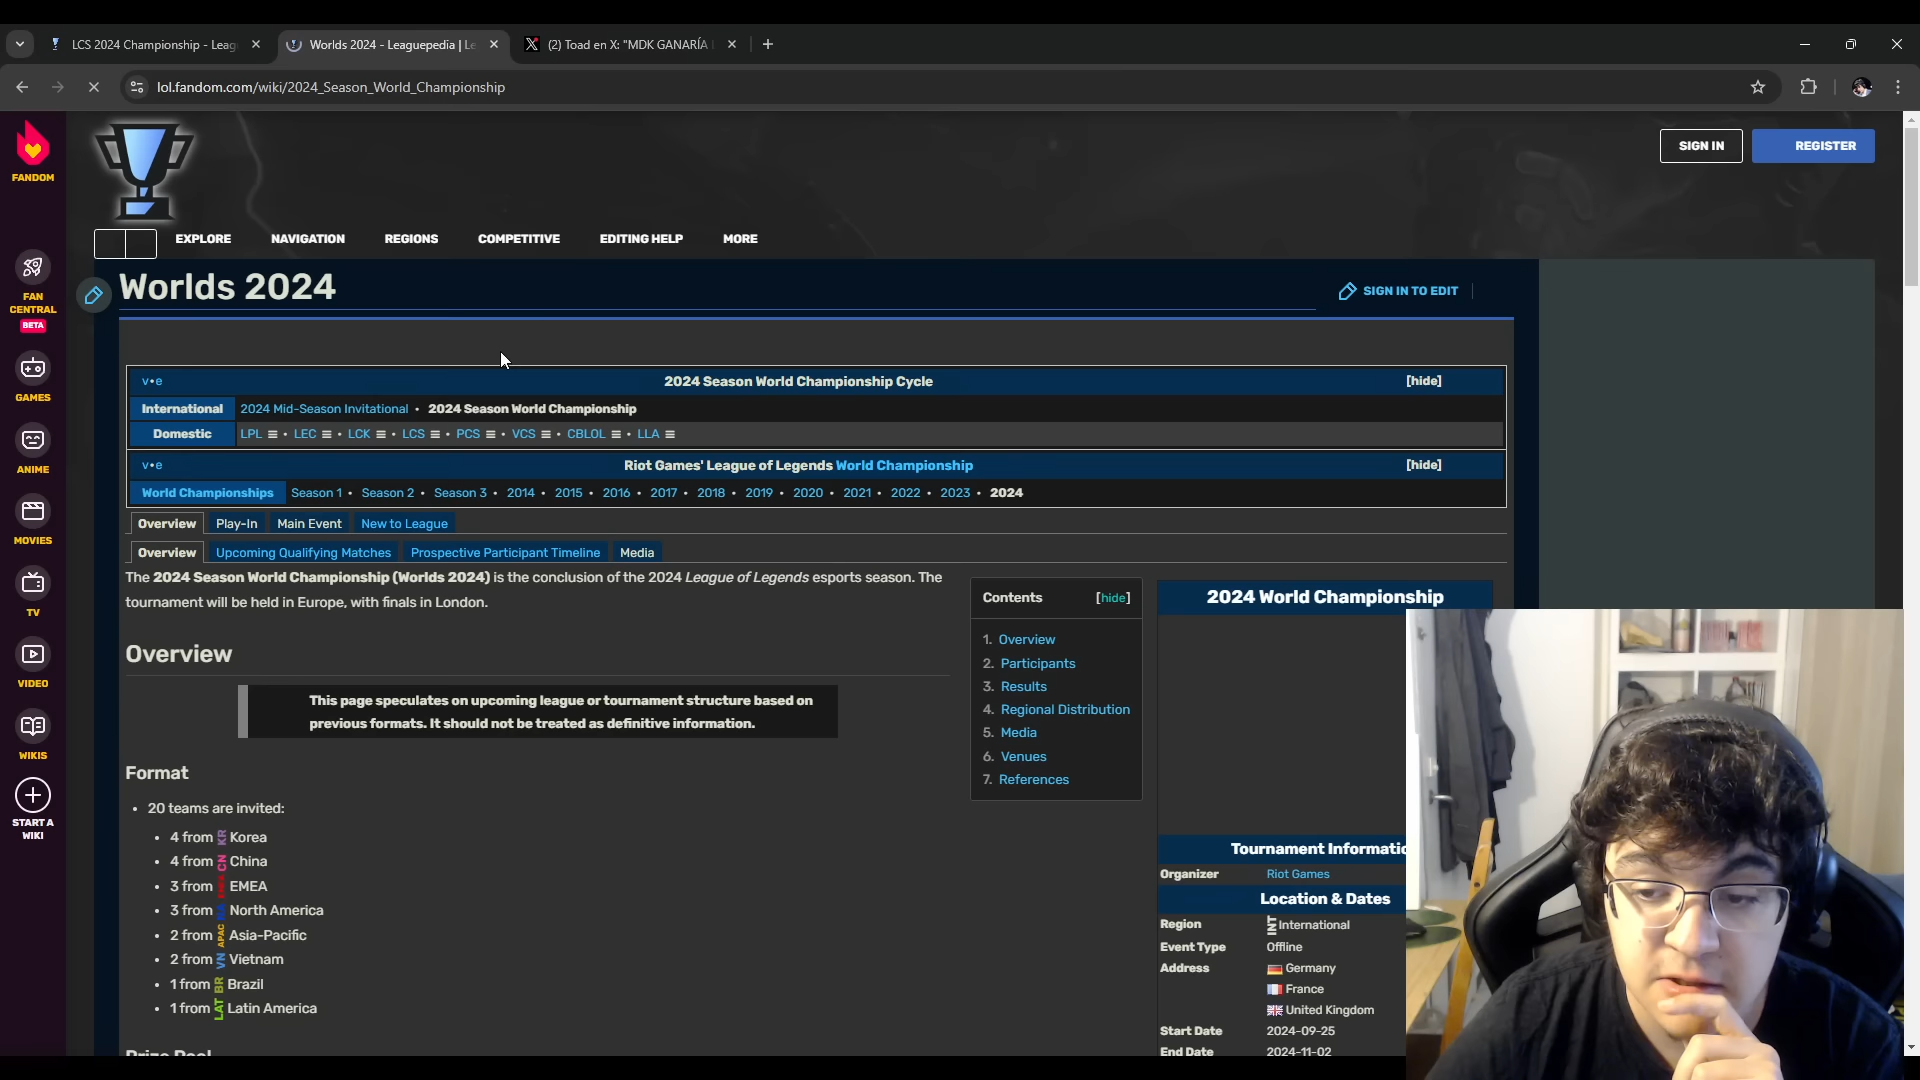 LCS 2024 Championship - Leag
Worlds 2024 - Leaguepedia | Le
(2) Toad en X: "MDK GANARÍA
lol.fandom.com/wiki/2024_Season_World_Championship
FANDOM
SIGN IN
REGISTER
EXPLORE
NAVIGATION
REGIONS
COMPETITIVE
EDITING HELP
MORE
FAN CENTRAL
BETA
GAMES
ANIME
MOVIES
TV
VIDEO
WIKIS
START A WIKI
Worlds 2024
SIGN IN TO EDIT
v•e
2024 Season World Championship Cycle
[hide]
International
2024 Mid-Season Invitational • 2024 Season World Championship
Domestic
LPL • LEC • LCK • LCS • PCS • VCS • CBLOL • LLA
v•e
Riot Games' League of Legends World Championship
[hide]
World Championships
Season 1 • Season 2 • Season 3 • 2014 • 2015 • 2016 • 2017 • 2018 • 2019 • 2020 • 2021 • 2022 • 2023 • 2024
Overview Play-In Main Event New to League
Overview Upcoming Qualifying Matches Prospective Participant Timeline Media
The 2024 Season World Championship (Worlds 2024) is the conclusion of the 2024 League of Legends esports season. The
tournament will be held in Europe, with finals in London.
Overview
This page speculates on upcoming league or tournament structure based on
previous formats. It should not be treated as definitive information.
Format
• 20 teams are invited:
• 4 from KR Korea
• 4 from CN China
• 3 from EMEA
• 3 from North America
• 2 from APAC Asia-Pacific
• 2 from VN Vietnam
• 1 from BR Brazil
• 1 from LAT Latin America
Prize Pool
Contents [hide]
1. Overview
2. Participants
3. Results
4. Regional Distribution
5. Media
6. Venues
7. References
2024 World Championship
Tournament Informatio
Organizer Riot Games
Location & Dates
Region INT International
Event Type Offline
Address Germany
France
United Kingdom
Start Date 2024-09-25
End Date 2024-11-02